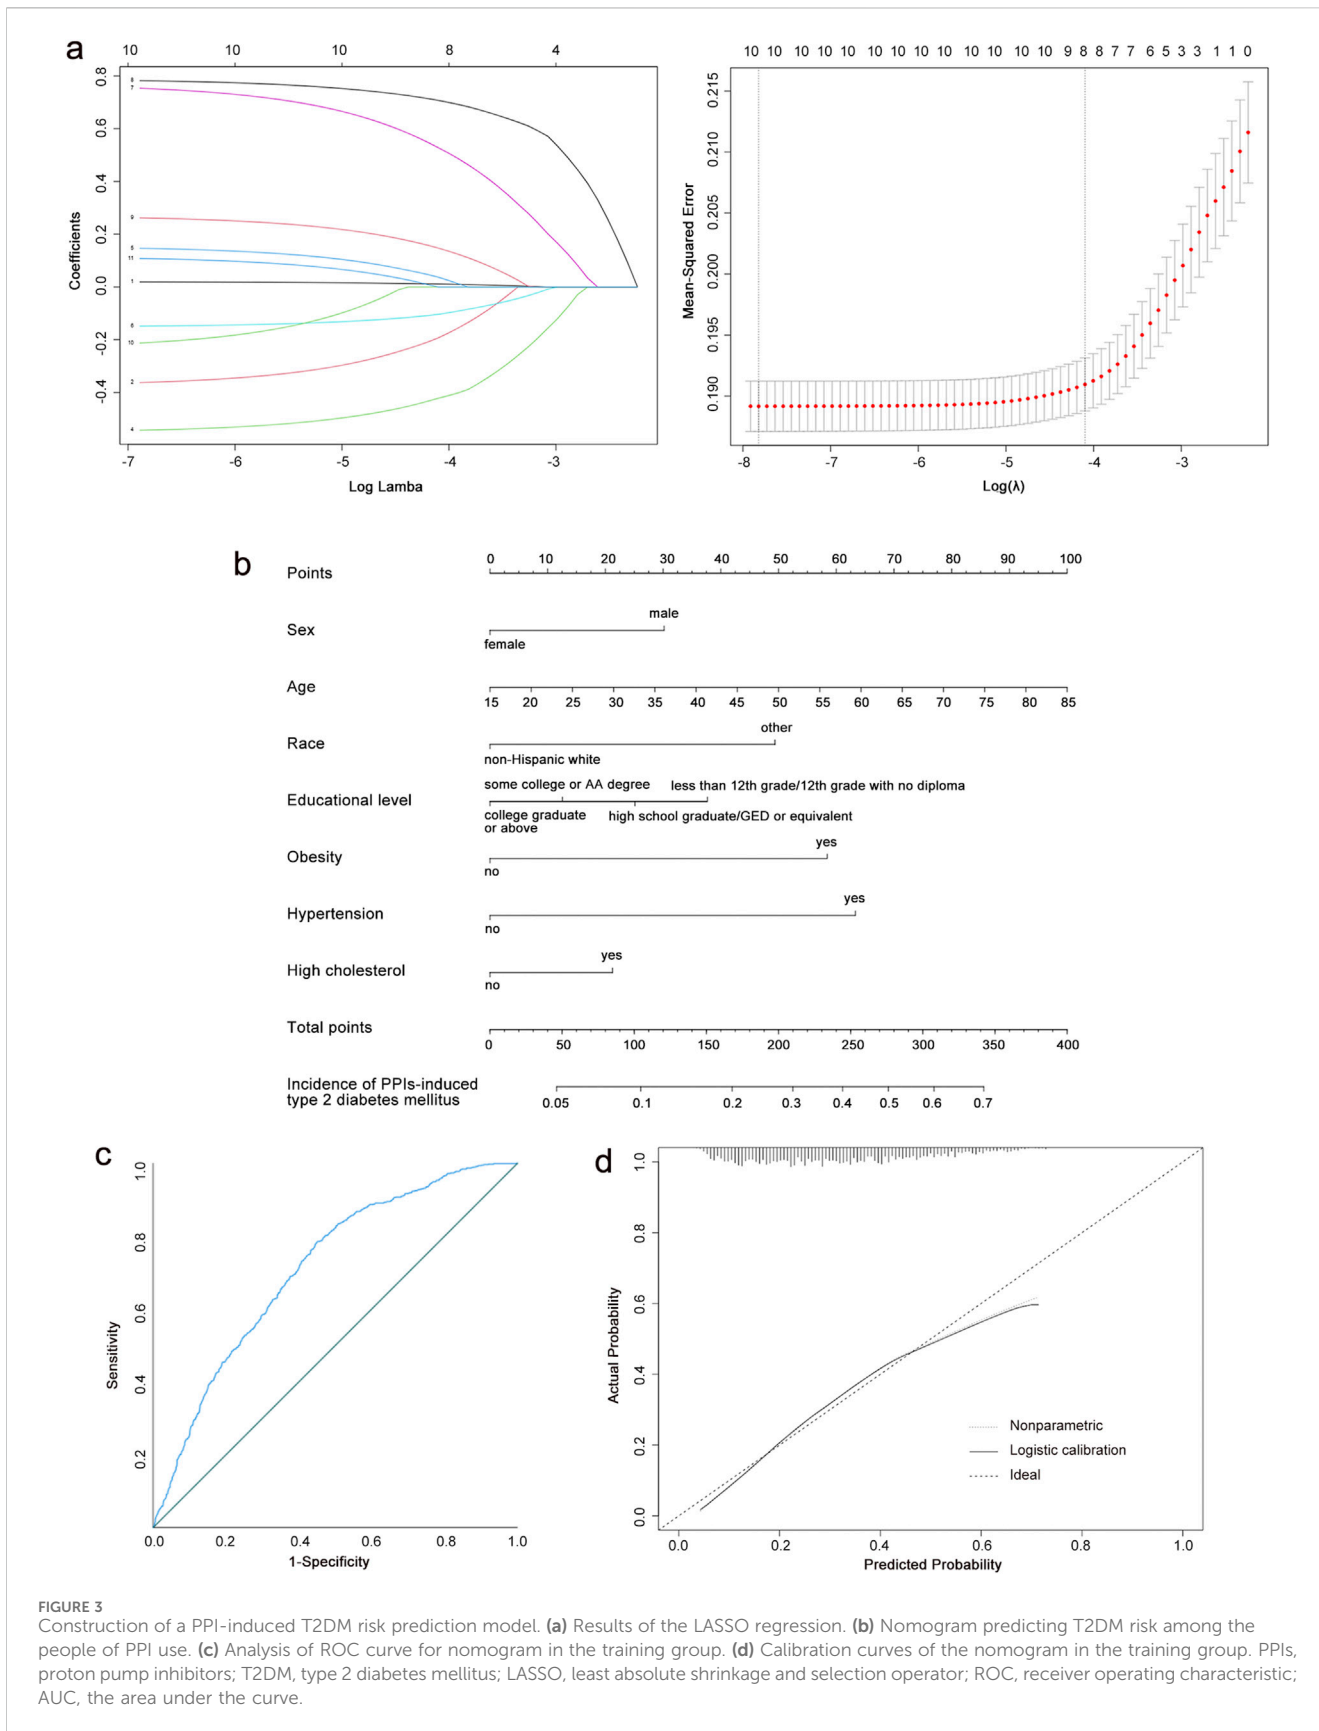 a
10 10 10 8 4
0.8
0.6
0.4
0.2
0.0
-0.2
-0.4
Coefficients
8
7
9
5
11
1
6
10
2
4
-7 -6 -5 -4 -3
Log Lamba
10 10 10 10 10 10 10 10 10 10 10 10 10 9 8 8 7 7 6 5 3 3 1 1 0
0.215
0.210
0.205
0.200
0.195
0.190
Mean-Squared Error
-8 -7 -6 -5 -4 -3
Log(λ)
b
Points
0 10 20 30 40 50 60 70 80 90 100
Sex
male
female
Age
15 20 25 30 35 40 45 50 55 60 65 70 75 80 85
Race
other
non-Hispanic white
Educational level
some college or AA degree less than 12th grade/12th grade with no diploma
college graduate
or above
high school graduate/GED or equivalent
Obesity
yes
no
Hypertension
yes
no
High cholesterol
yes
no
Total points
0 50 100 150 200 250 300 350 400
Incidence of PPIs-induced
type 2 diabetes mellitus
0.05 0.1 0.2 0.3 0.4 0.5 0.6 0.7
c
1.0
0.8
0.6
0.4
0.2
Sensitivity
0.0 0.2 0.4 0.6 0.8 1.0
1-Specificity
d
1.0
0.8
0.6
0.4
0.2
0.0
Actual Probability
Nonparametric
Logistic calibration
Ideal
0.0 0.2 0.4 0.6 0.8 1.0
Predicted Probability
FIGURE 3
Construction of a PPI-induced T2DM risk prediction model. (a) Results of the LASSO regression. (b) Nomogram predicting T2DM risk among the
people of PPI use. (c) Analysis of ROC curve for nomogram in the training group. (d) Calibration curves of the nomogram in the training group. PPIs,
proton pump inhibitors; T2DM, type 2 diabetes mellitus; LASSO, least absolute shrinkage and selection operator; ROC, receiver operating characteristic;
AUC, the area under the curve.